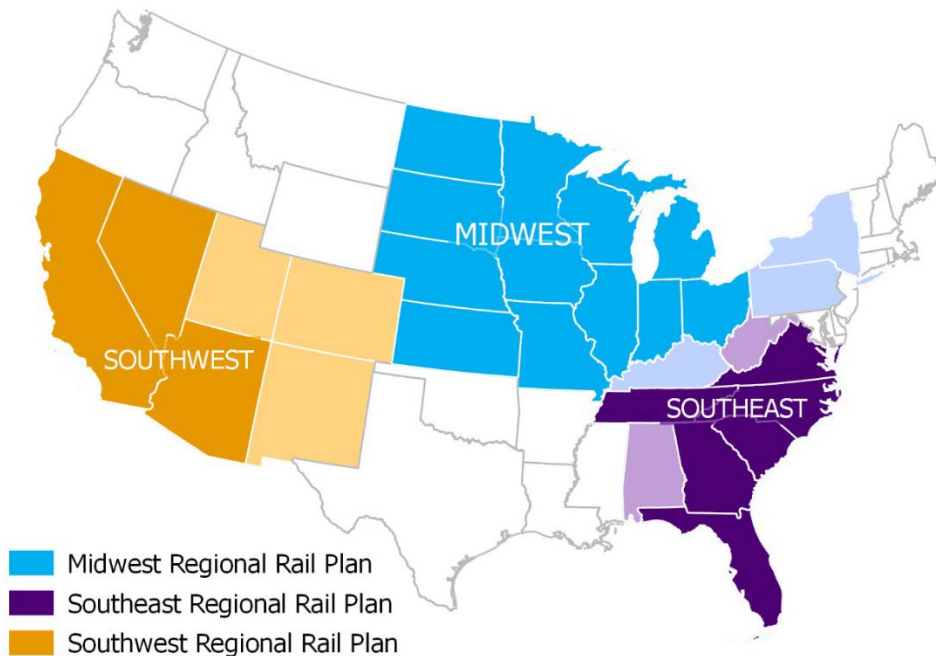 MIDWEST
SOUTHWEST
SOUTHEAST
Midwest Regional Rail Plan
Southeast Regional Rail Plan
Southwest Regional Rail Plan